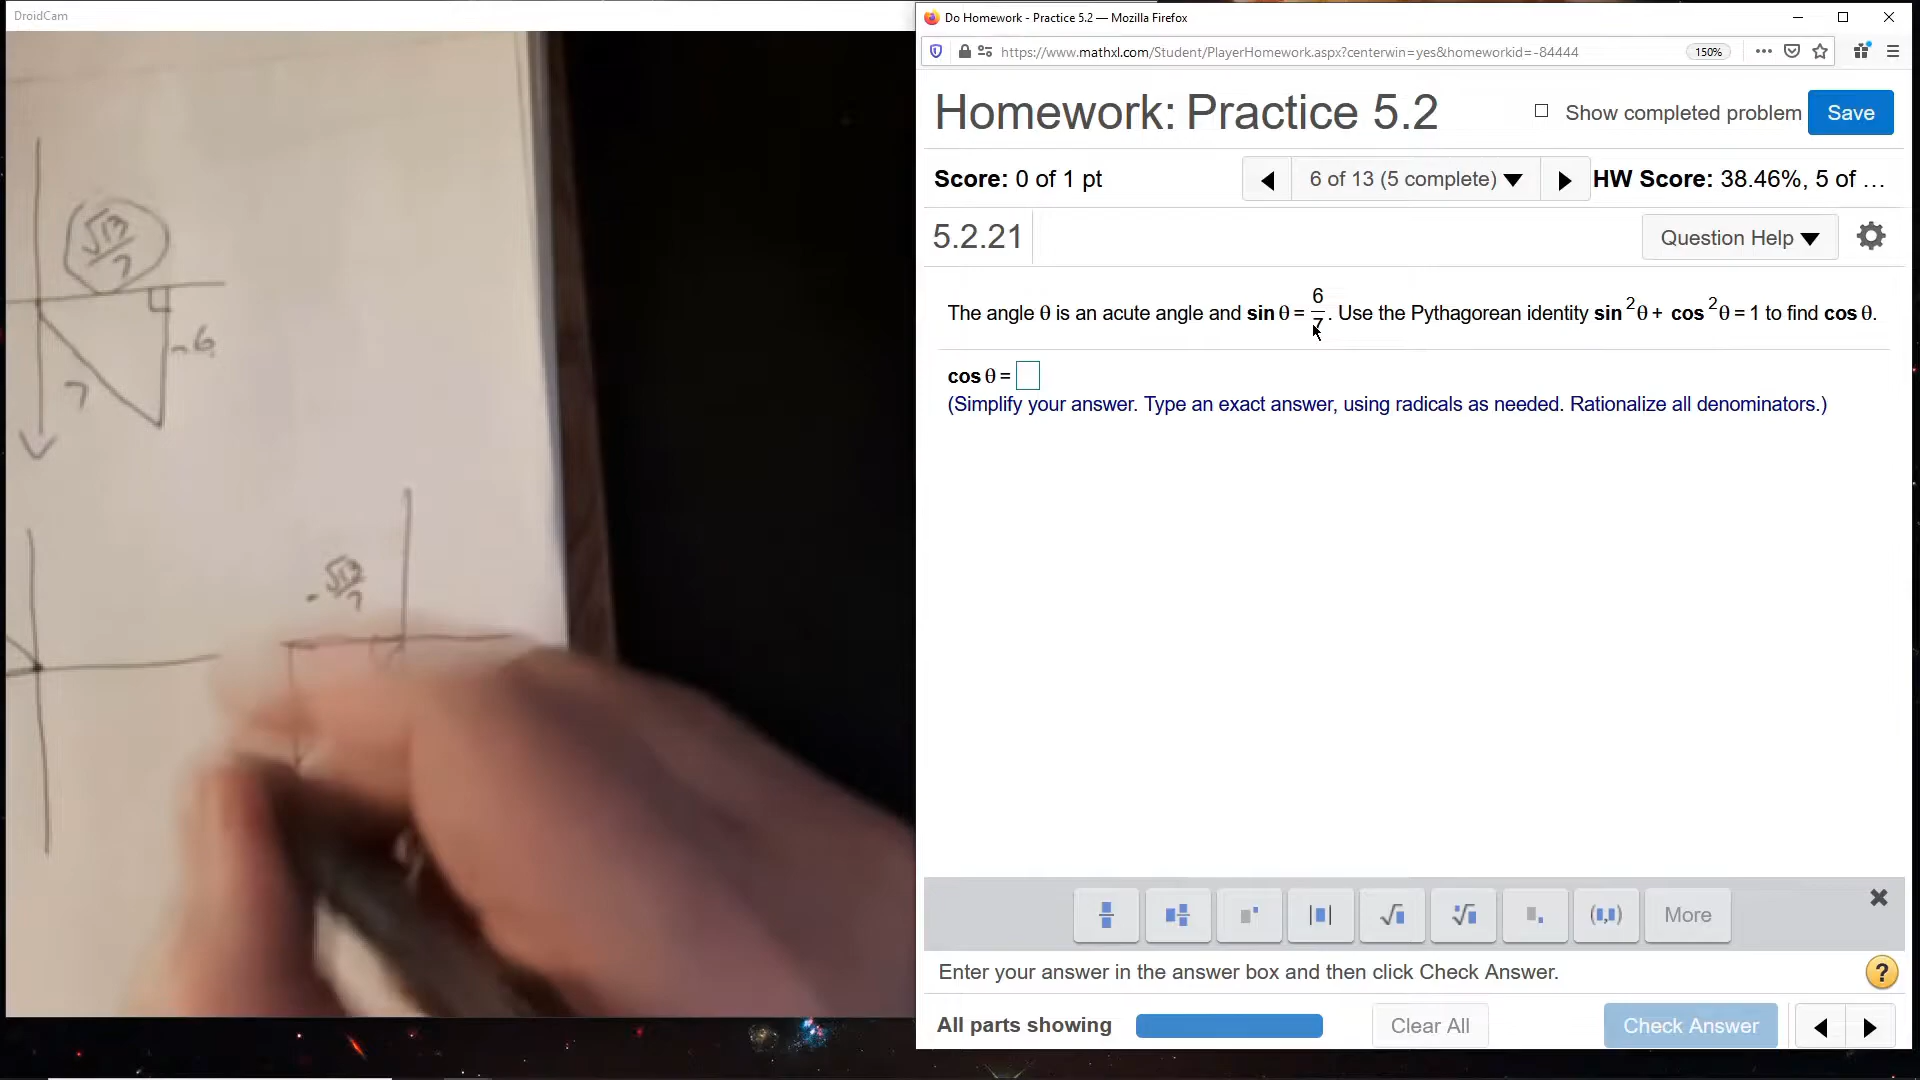 DroidCam
Do Homework - Practice 5.2 — Mozilla Firefox
https://www.mathxl.com/Student/PlayerHomework.aspx?centerwin=yes&homeworkid=-84444
150%
Homework: Practice 5.2
Show completed problem
Save
Score: 0 of 1 pt
6 of 13 (5 complete)
HW Score: 38.46%, 5 of …
5.2.21
Question Help
The angle θ is an acute angle and sin θ = 6/7. Use the Pythagorean identity sin²θ + cos²θ = 1 to find cos θ.
cos θ =
(Simplify your answer. Type an exact answer, using radicals as needed. Rationalize all denominators.)
More
Enter your answer in the answer box and then click Check Answer.
?
All parts showing
Clear All
Check Answer
√13/7
-6
7
-√13/7